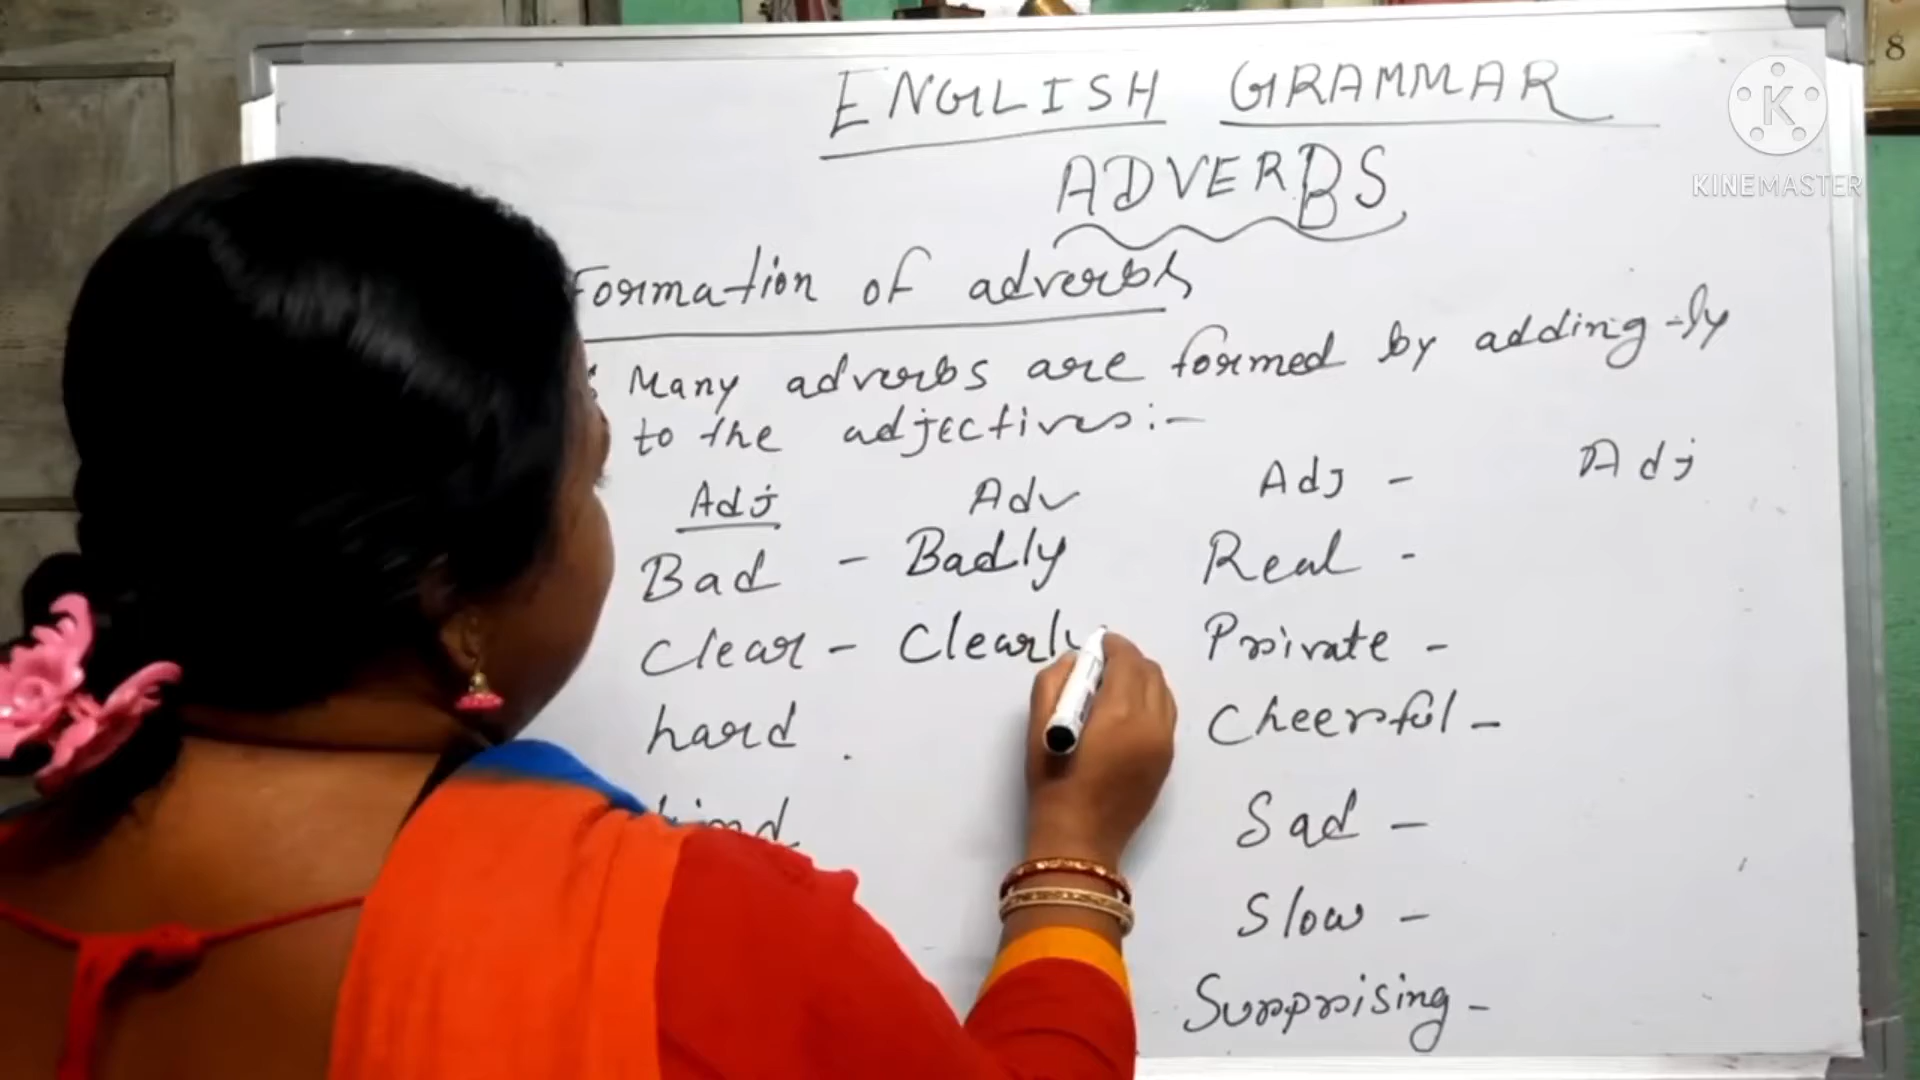 8
ENGLISH GRAMMAR
K
KINEMASTER
ADVERBS
Formation of adverbs
Many adverbs are formed by adding -ly
to the adjectives:-
Adj Adv Adj - Adj
Bad - Badly Real -
Clear - Clearly Private -
hard Cheerful -
Sad -
Slow -
Surprising -